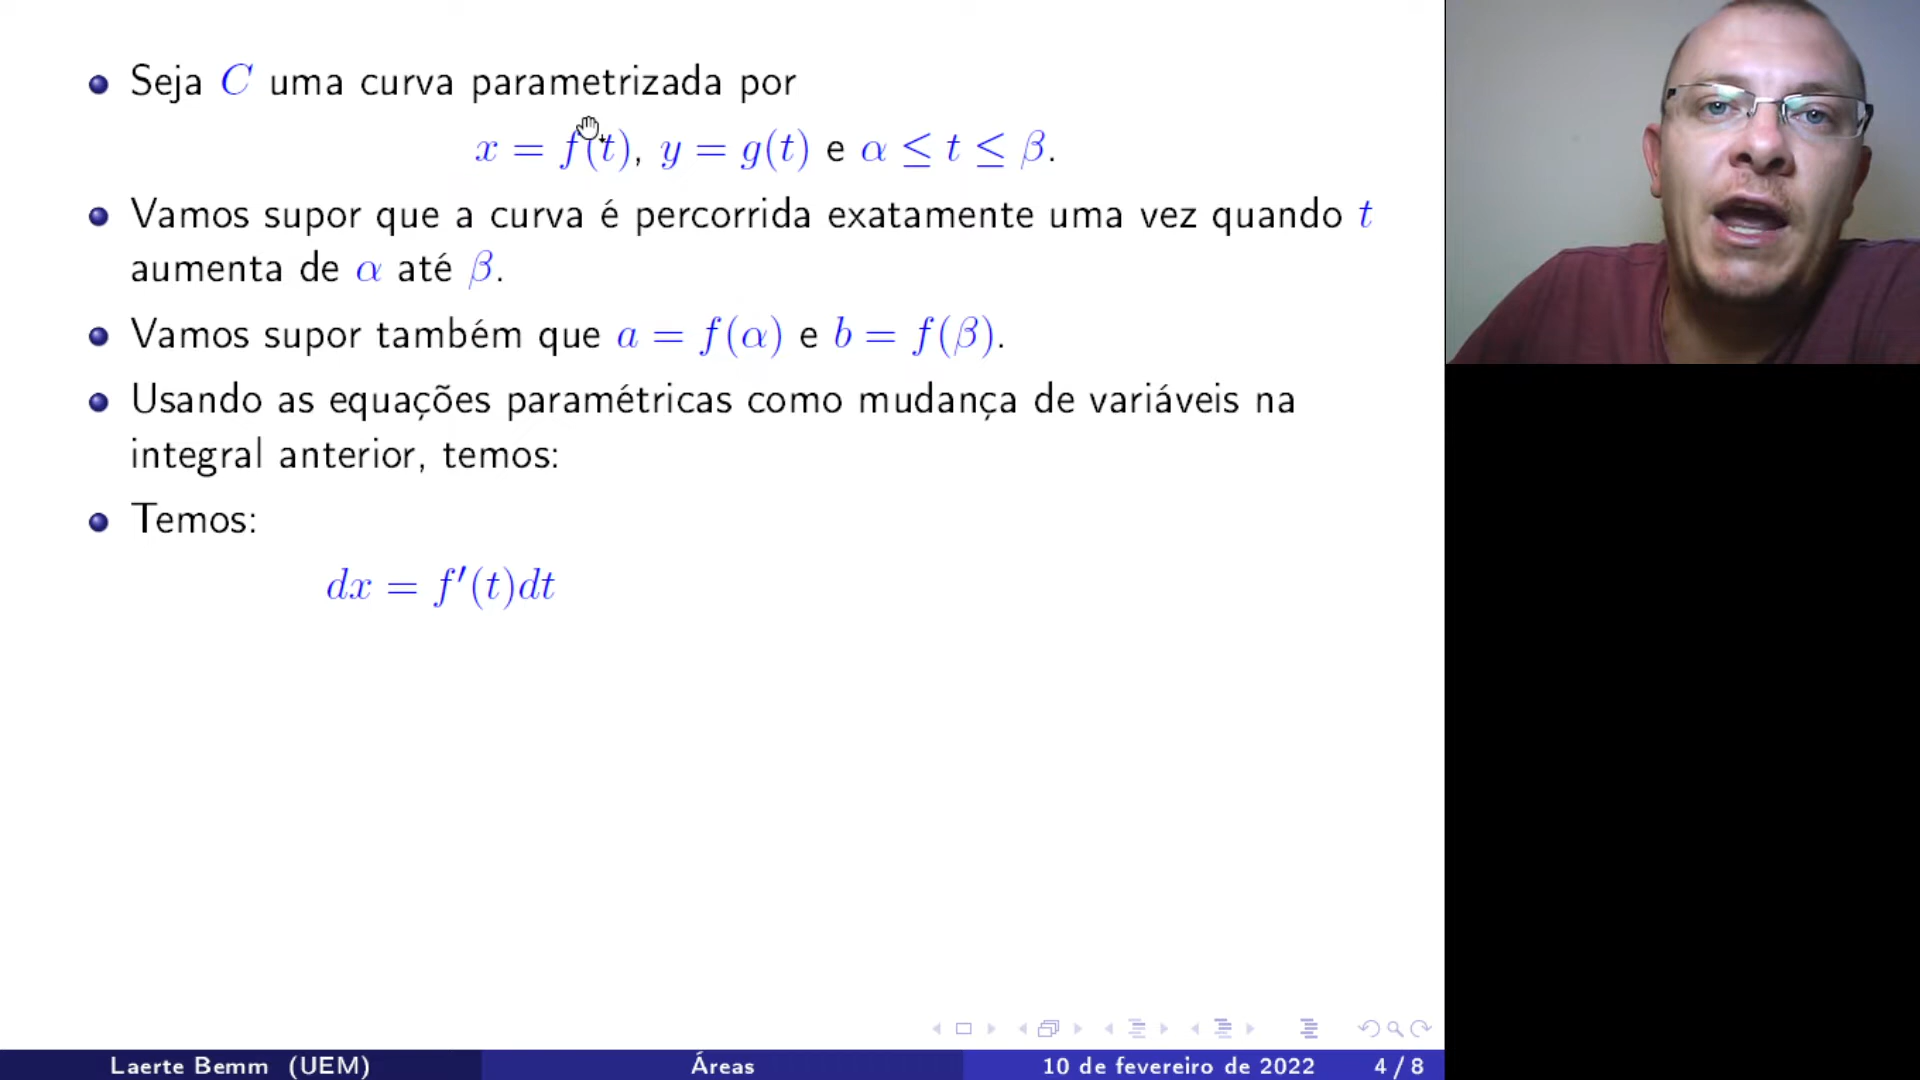 Seja C uma curva parametrizada por
x = f(t), y = g(t) e α ≤ t ≤ β.
Vamos supor que a curva é percorrida exatamente uma vez quando t
aumenta de α até β.
Vamos supor também que a = f(α) e b = f(β).
Usando as equações paramétricas como mudança de variáveis na
integral anterior, temos:
Temos:
dx = f′(t)dt
Laerte Bemm (UEM) Áreas 10 de fevereiro de 2022 4 / 8